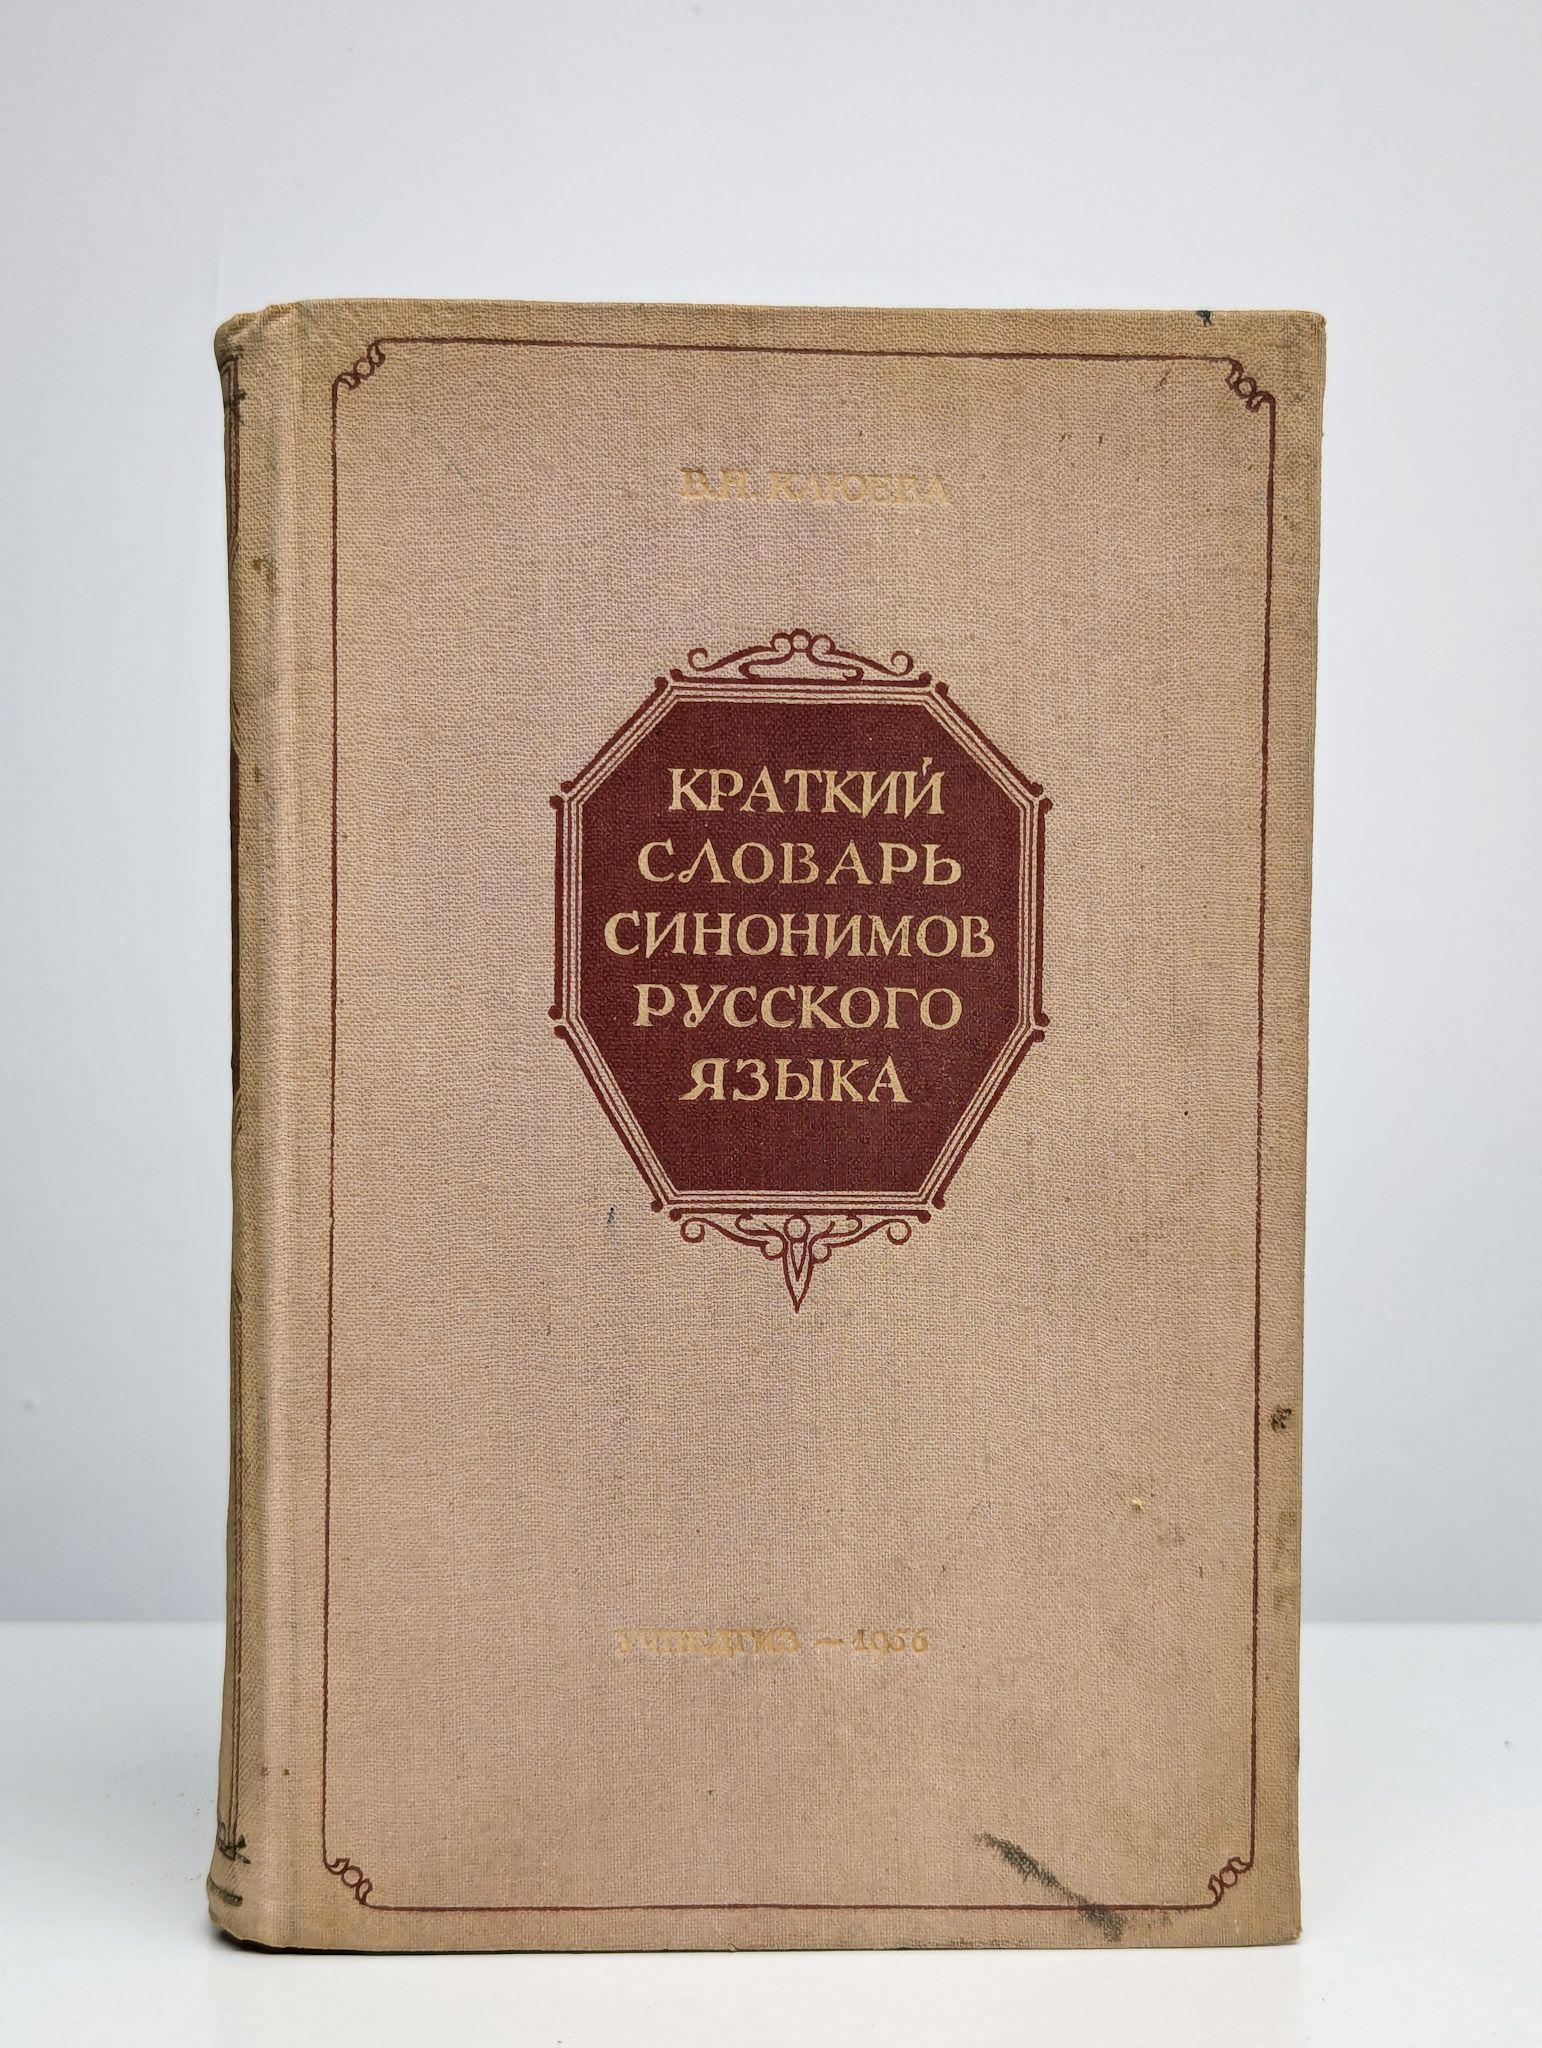 В.Н. КЛЮЕВА
КРАТКИЙ
СЛОВАРЬ
СИНОНИМОВ
РУССКОГО
ЯЗЫКА
УЧПЕДГИЗ – 1956